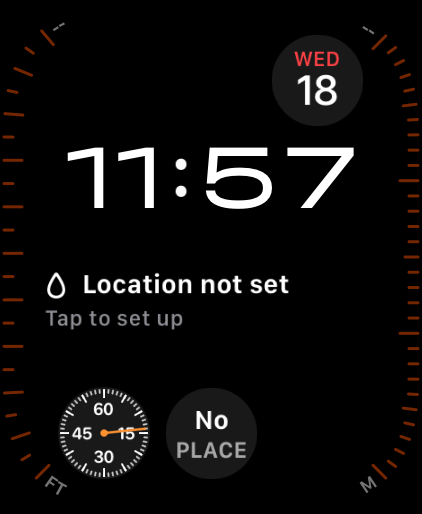 --
--
WED
18
11:57
Location not set
Tap to set up
60
45
15
30
No
PLACE
FT
M